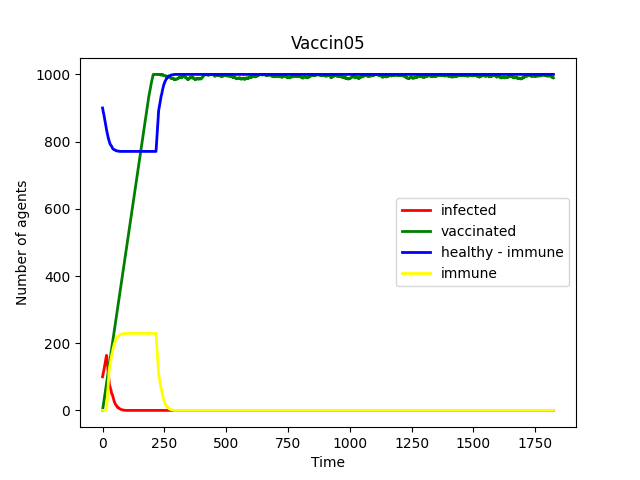 Vaccin05
Number of agents
1000
800
600
400
200
0
infected
vaccinated
healthy - immune
immune
0 250 500 750 1000 1250 1500 1750
Time